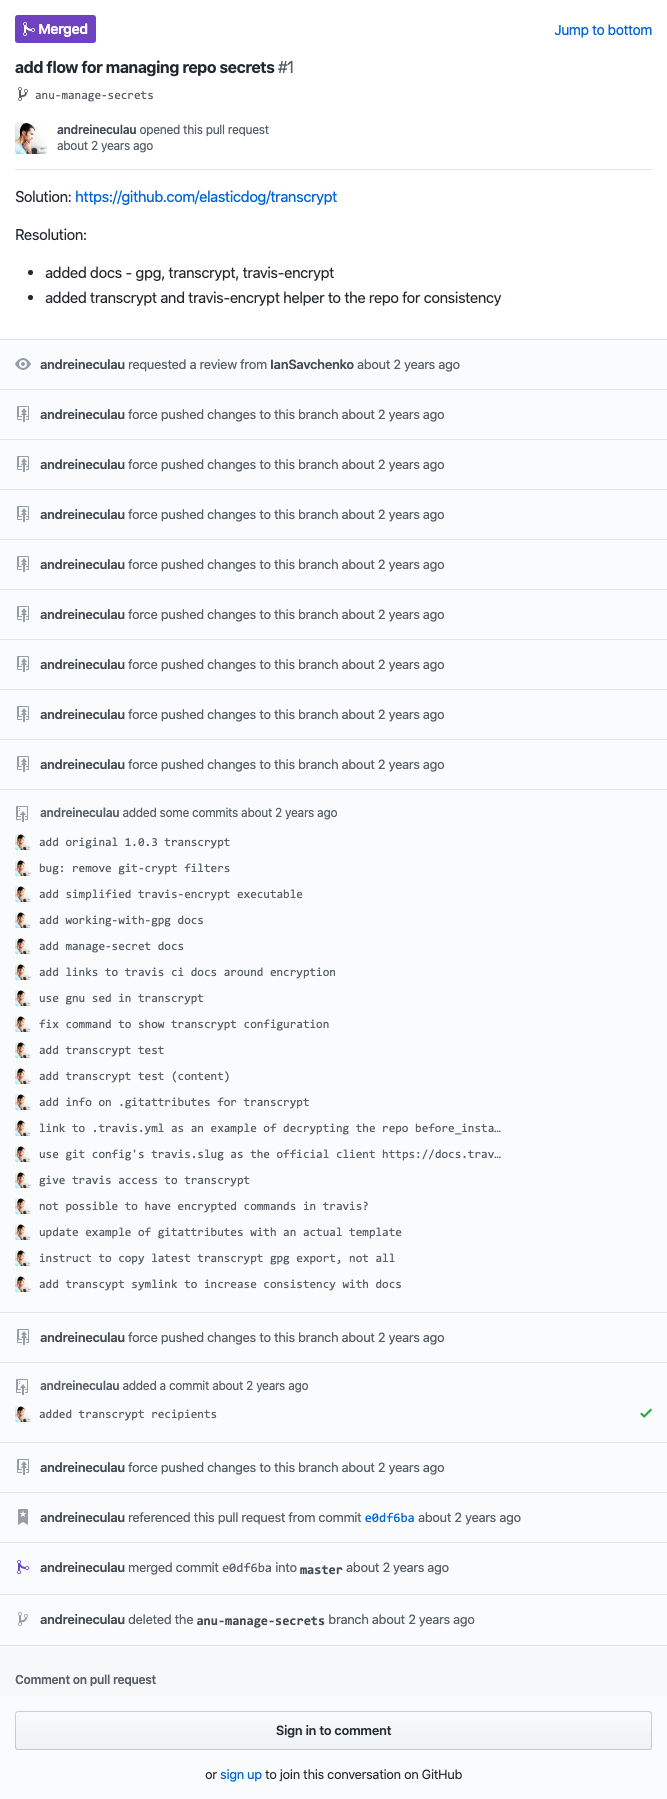 Merged
Jump to bottom
add flow for managing repo secrets #1
anu-manage-secrets
andreineculau opened this pull request
about 2 years ago
Solution: https://github.com/elasticdog/transcrypt
Resolution:
• added docs - gpg, transcrypt, travis-encrypt
• added transcrypt and travis-encrypt helper to the repo for consistency
andreineculau requested a review from IanSavchenko about 2 years ago
andreineculau force pushed changes to this branch about 2 years ago
andreineculau force pushed changes to this branch about 2 years ago
andreineculau force pushed changes to this branch about 2 years ago
andreineculau force pushed changes to this branch about 2 years ago
andreineculau force pushed changes to this branch about 2 years ago
andreineculau force pushed changes to this branch about 2 years ago
andreineculau force pushed changes to this branch about 2 years ago
andreineculau force pushed changes to this branch about 2 years ago
andreineculau added some commits about 2 years ago
add original 1.0.3 transcrypt
bug: remove git-crypt filters
add simplified travis-encrypt executable
add working-with-gpg docs
add manage-secret docs
add links to travis ci docs around encryption
use gnu sed in transcrypt
fix command to show transcrypt configuration
add transcrypt test
add transcrypt test (content)
add info on .gitattributes for transcrypt
link to .travis.yml as an example of decrypting the repo before_insta…
use git config's travis.slug as the official client https://docs.trav…
give travis access to transcrypt
not possible to have encrypted commands in travis?
update example of gitattributes with an actual template
instruct to copy latest transcrypt gpg export, not all
add transcypt symlink to increase consistency with docs
andreineculau force pushed changes to this branch about 2 years ago
andreineculau added a commit about 2 years ago
added transcrypt recipients
andreineculau force pushed changes to this branch about 2 years ago
andreineculau referenced this pull request from commit e0df6ba about 2 years ago
andreineculau merged commit e0df6ba into master about 2 years ago
andreineculau deleted the anu-manage-secrets branch about 2 years ago
Comment on pull request
Sign in to comment
or sign up to join this conversation on GitHub